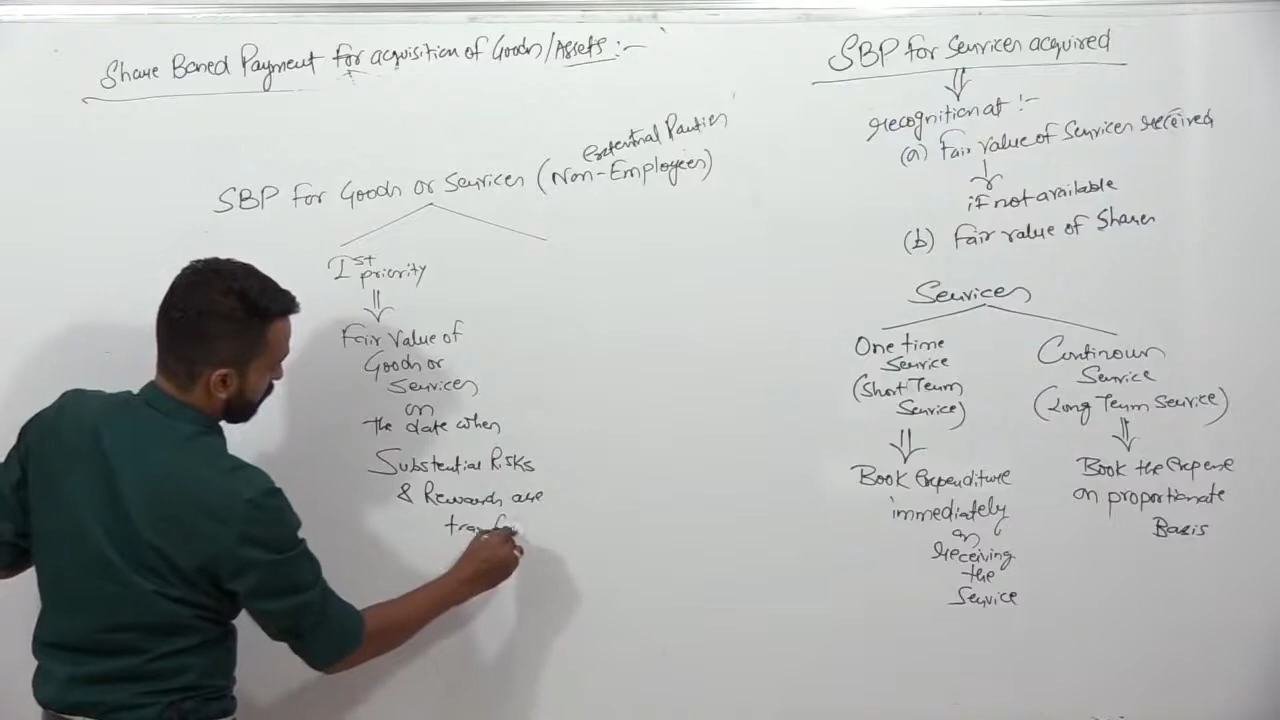 Share Based Payment for acquisition of Goods/Assets :-
external Parties
SBP for Goods or Services (Non-Employees)
Ist priority
Fair Value of
Goods or
Services
on
the date when
Substential Risks
& Rewards are
SBP for Services acquired
recognition at :-
(a) Fair value of Services received
if not available
(b) Fair value of Shares
Services
One time
Service
(Short Term
Service)
Book Expenditure
immediately
on
receiving
the
Service
Continous
Service
(Long Term Service)
Book the Expense
on proportionate
Basis